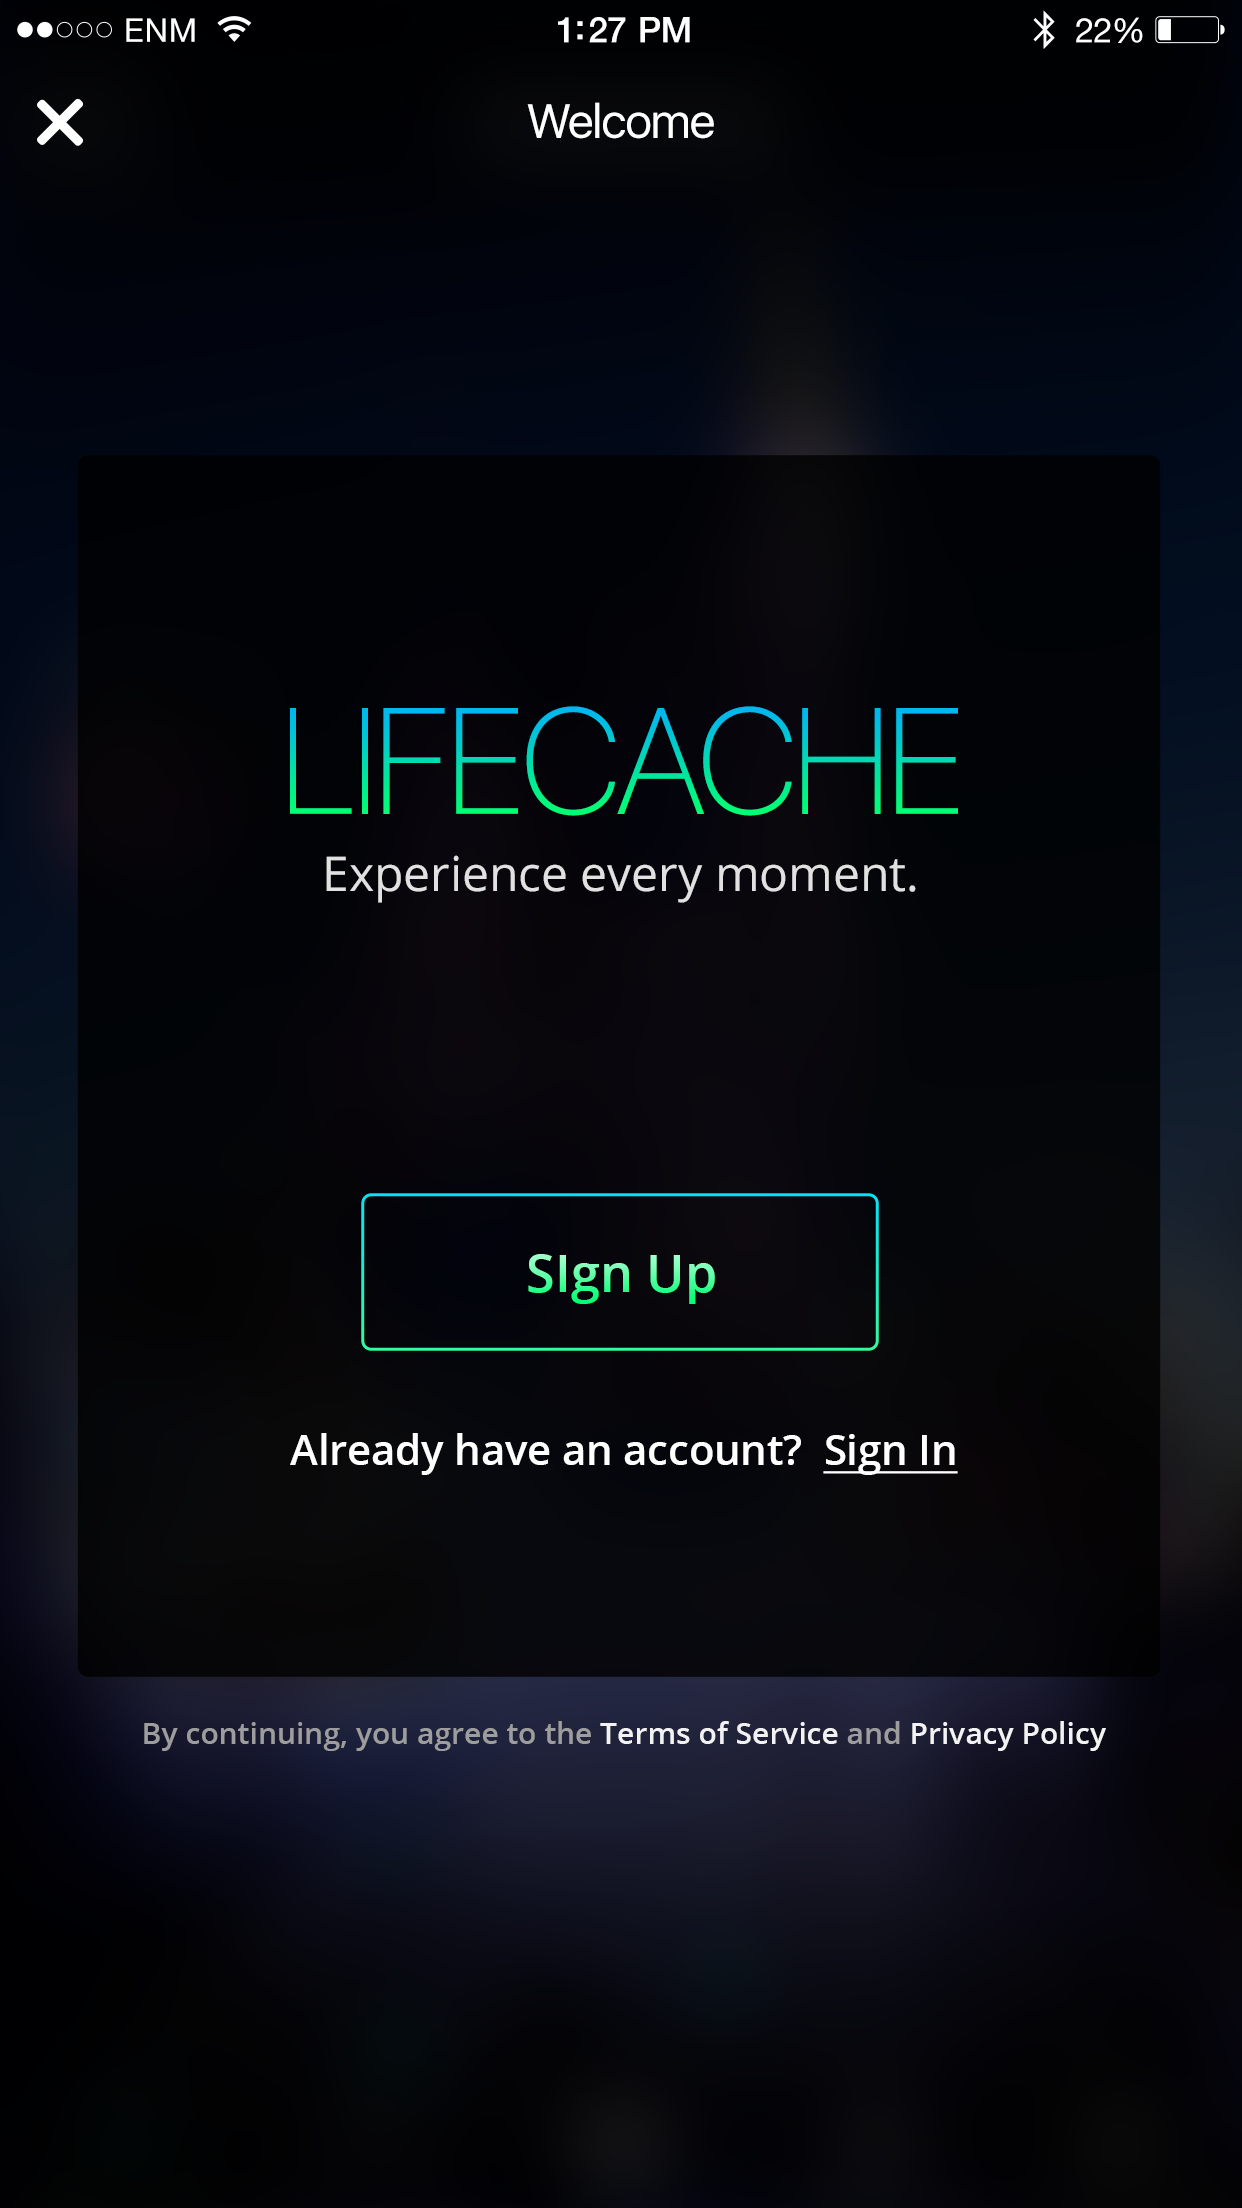 ENM 1:27 PM 22%
Welcome
LIFECACHE
Experience every moment.
SIgn Up
Already have an account? Sign In
By continuing, you agree to the Terms of Service and Privacy Policy